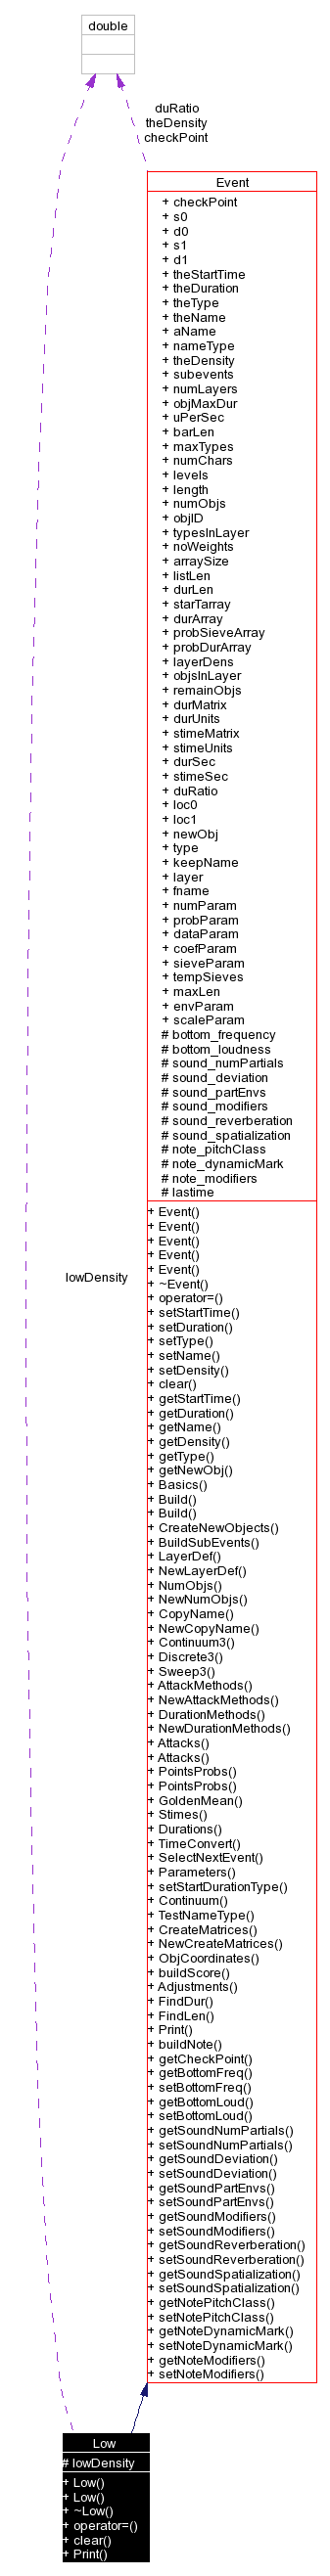 double
duRatio
theDensity
checkPoint
Event
+ checkPoint
+ s0
+ d0
+ s1
+ d1
+ theStartTime
+ theDuration
+ theType
+ theName
+ aName
+ nameType
+ theDensity
+ subevents
+ numLayers
+ objMaxDur
+ uPerSec
+ barLen
+ maxTypes
+ numChars
+ levels
+ length
+ numObjs
+ objID
+ typesInLayer
+ noWeights
+ arraySize
+ listLen
+ durLen
+ starTarray
+ durArray
+ probSieveArray
+ probDurArray
+ layerDens
+ objsInLayer
+ remainObjs
+ durMatrix
+ durUnits
+ stimeMatrix
+ stimeUnits
+ durSec
+ stimeSec
+ duRatio
+ loc0
+ loc1
+ newObj
+ type
+ keepName
+ layer
+ fname
+ numParam
+ probParam
+ dataParam
+ coefParam
+ sieveParam
+ tempSieves
+ maxLen
+ envParam
+ scaleParam
# bottom_frequency
# bottom_loudness
# sound_numPartials
# sound_deviation
# sound_partEnvs
# sound_modifiers
# sound_reverberation
# sound_spatialization
# note_pitchClass
# note_dynamicMark
# note_modifiers
# lastime
+ Event()
+ Event()
+ Event()
+ Event()
+ Event()
+ ~Event()
+ operator=()
+ setStartTime()
+ setDuration()
+ setType()
+ setName()
+ setDensity()
+ clear()
+ getStartTime()
+ getDuration()
+ getName()
+ getDensity()
+ getType()
+ getNewObj()
+ Basics()
+ Build()
+ Build()
+ CreateNewObjects()
+ BuildSubEvents()
+ LayerDef()
+ NewLayerDef()
+ NumObjs()
+ NewNumObjs()
+ CopyName()
+ NewCopyName()
+ Continuum3()
+ Discrete3()
+ Sweep3()
+ AttackMethods()
+ NewAttackMethods()
+ DurationMethods()
+ NewDurationMethods()
+ Attacks()
+ Attacks()
+ PointsProbs()
+ PointsProbs()
+ GoldenMean()
+ Stimes()
+ Durations()
+ TimeConvert()
+ SelectNextEvent()
+ Parameters()
+ setStartDurationType()
+ Continuum()
+ TestNameType()
+ CreateMatrices()
+ NewCreateMatrices()
+ ObjCoordinates()
+ buildScore()
+ Adjustments()
+ FindDur()
+ FindLen()
+ Print()
+ buildNote()
+ getCheckPoint()
+ getBottomFreq()
+ setBottomFreq()
+ getBottomLoud()
+ setBottomLoud()
+ getSoundNumPartials()
+ setSoundNumPartials()
+ getSoundDeviation()
+ setSoundDeviation()
+ getSoundPartEnvs()
+ setSoundPartEnvs()
+ getSoundModifiers()
+ setSoundModifiers()
+ getSoundReverberation()
+ setSoundReverberation()
+ getSoundSpatialization()
+ setSoundSpatialization()
+ getNotePitchClass()
+ setNotePitchClass()
+ getNoteDynamicMark()
+ setNoteDynamicMark()
+ getNoteModifiers()
+ setNoteModifiers()
lowDensity
Low
# lowDensity
+ Low()
+ Low()
+ ~Low()
+ operator=()
+ clear()
+ Print()